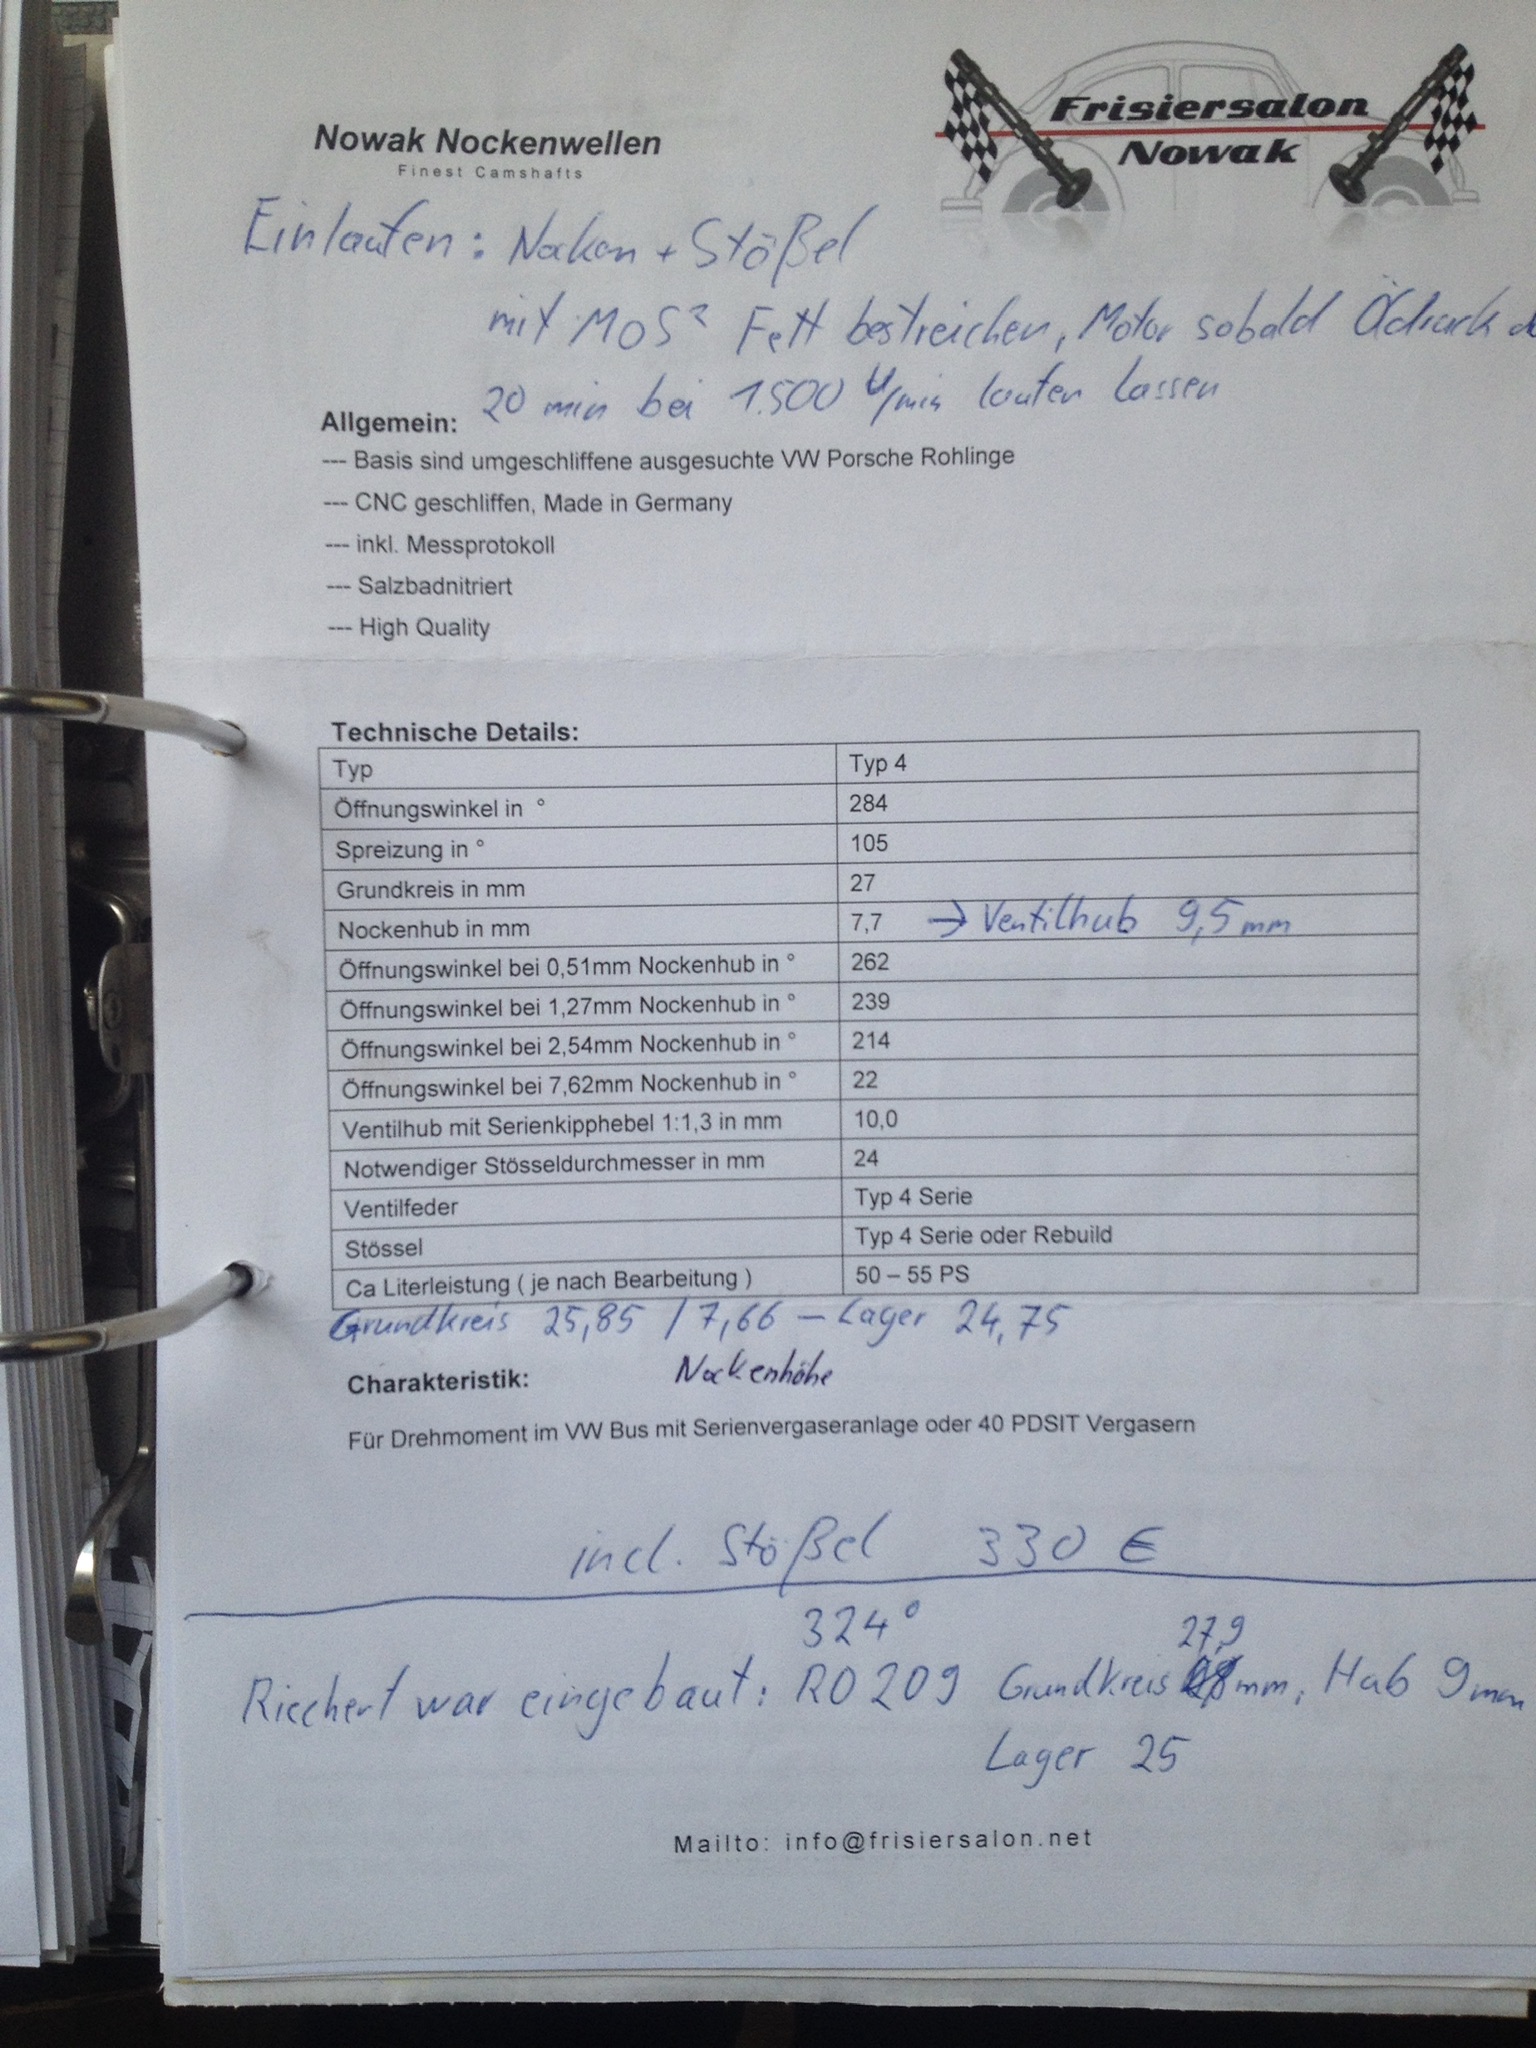 Frisiersalon
Nowak
Nowak Nockenwellen
Finest Camshafts
Einlaufen: Nocken + Stößel
mit MOS² Fett bestreichen, Motor sobald Öldruck
20 min bei 1.500 U/min laufen lassen
Allgemein:
--- Basis sind umgeschliffene ausgesuchte VW Porsche Rohlinge
--- CNC geschliffen, Made in Germany
--- inkl. Messprotokoll
--- Salzbadnitriert
--- High Quality
Technische Details:
Typ Typ 4
Öffnungswinkel in ° 284
Spreizung in ° 105
Grundkreis in mm 27
Nockenhub in mm 7,7 → Ventilhub 9,5 mm
Öffnungswinkel bei 0,51mm Nockenhub in ° 262
Öffnungswinkel bei 1,27mm Nockenhub in ° 239
Öffnungswinkel bei 2,54mm Nockenhub in ° 214
Öffnungswinkel bei 7,62mm Nockenhub in ° 22
Ventilhub mit Serienkipphebel 1:1,3 in mm 10,0
Notwendiger Stösseldurchmesser in mm 24
Ventilfeder Typ 4 Serie
Stössel Typ 4 Serie oder Rebuild
Ca Literleistung ( je nach Bearbeitung ) 50 – 55 PS
Grundkreis 25,85 / 7,66 – Lager 24,75
Nockenhöhe
Charakteristik:
Für Drehmoment im VW Bus mit Serienvergaseranlage oder 40 PDSIT Vergasern
incl. Stößel 330 €
324° 27,9
Riechert war eingebaut: RO 209 Grundkreis mm, Hub 9mm
Lager 25
Mailto: info@frisiersalon.net